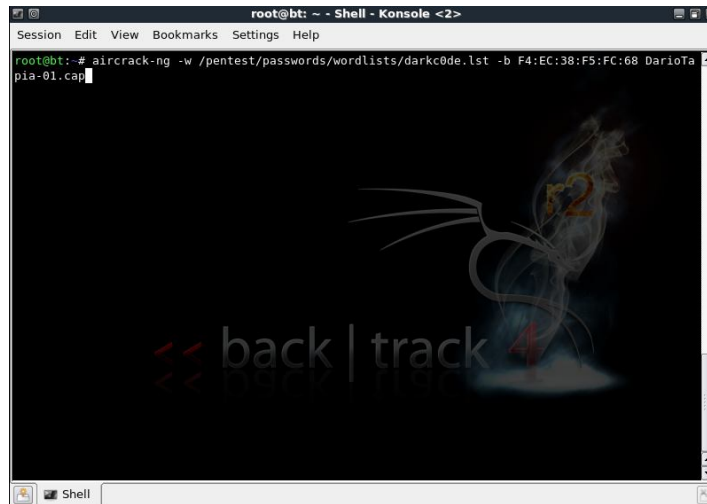 root@bt: ~ - Shell - Konsole <2>
Session Edit View Bookmarks Settings Help
root@bt:~# aircrack-ng -w /pentest/passwords/wordlists/darkc0de.lst -b F4:EC:38:F5:FC:68 DarioTa
pia-01.cap
r2
<< back | track 4
Shell